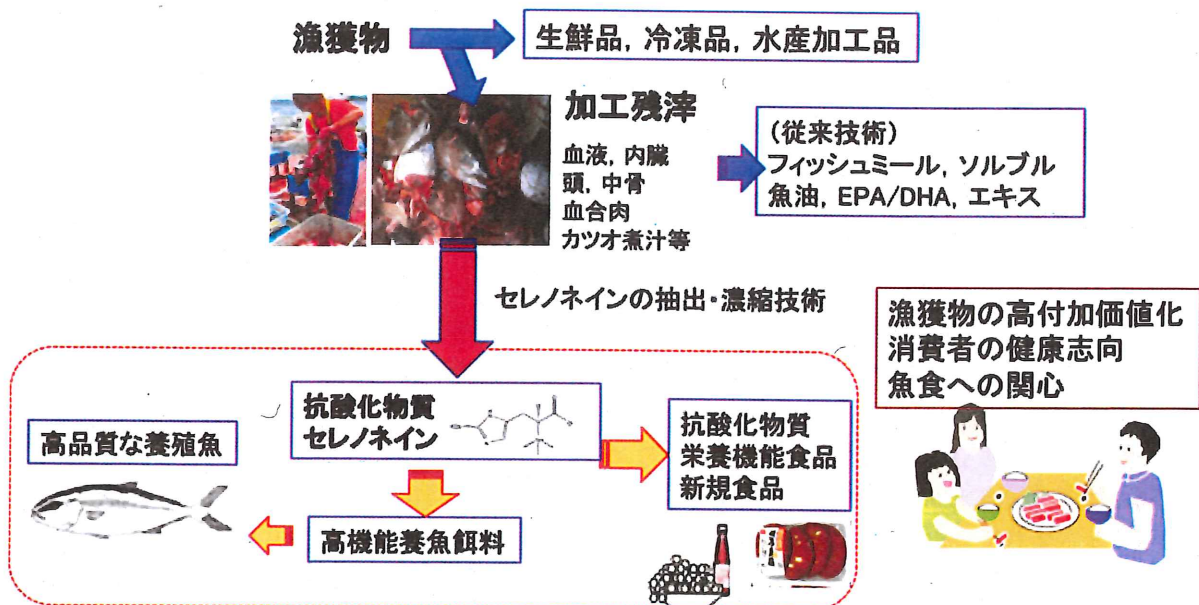 漁獲物
生鮮品, 冷凍品, 水産加工品
加工残滓
血液, 内臓
頭, 中骨
血合肉
カツオ煮汁等
(従来技術)
フィッシュミール, ソルブル
魚油, EPA/DHA, エキス
セレノネインの抽出・濃縮技術
漁獲物の高付加価値化
消費者の健康志向
魚食への関心
抗酸化物質
セレノネイン
高品質な養殖魚
抗酸化物質
栄養機能食品
新規食品
高機能養魚餌料